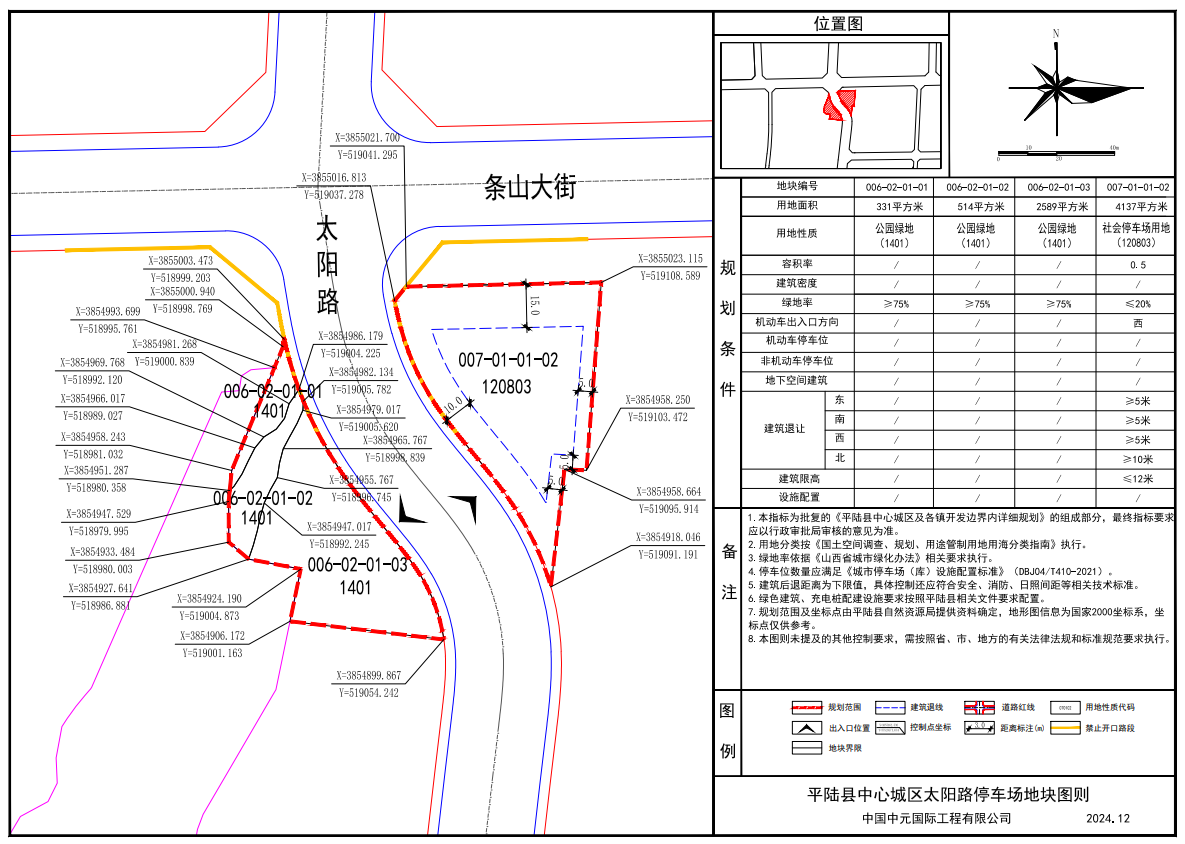 位置图
N
10
40m
0
20
条山大街
太阳路
X=3855021.700
Y=519041.295
X=3855016.813
Y=519037.278
X=3855003.473
Y=518999.203
X=3855000.940
Y=518998.769
X=3854993.699
Y=518995.761
X=3854981.268
Y=519000.839
X=3854969.768
Y=518992.120
X=3854966.017
Y=518989.027
X=3854958.243
Y=518981.032
X=3854951.287
Y=518980.358
X=3854947.529
Y=518979.995
X=3854933.484
Y=518980.003
X=3854927.641
Y=518986.881
X=3854924.190
Y=519004.873
X=3854906.172
Y=519001.163
X=3854899.867
Y=519054.242
X=3854986.179
Y=519004.225
X=3854982.134
Y=519005.782
X=3854979.017
Y=519005.620
X=3854965.767
Y=518998.839
X=3854955.767
Y=518996.745
X=3854947.017
Y=518992.245
X=3855023.115
Y=519108.589
X=3854958.250
Y=519103.472
X=3854958.664
Y=519095.914
X=3854918.046
Y=519091.191
006-02-01-01
1401
006-02-01-02
1401
006-02-01-03
1401
007-01-01-02
120803
15.0
10.0
5.0
5.0
5.0
规划条件
地块编号 006-02-01-01 006-02-01-02 006-02-01-03 007-01-01-02
用地面积 331平方米 514平方米 2589平方米 4137平方米
用地性质 公园绿地（1401） 公园绿地（1401） 公园绿地（1401） 社会停车场用地（120803）
容积率 / / / 0.5
建筑密度 / / / /
绿地率 ≥75% ≥75% ≥75% ≤20%
机动车出入口方向 / / / 西
机动车停车位 / / / /
非机动车停车位 / / / /
地下空间建筑 / / / /
建筑退让
东 / / / ≥5米
南 / / / ≥5米
西 / / / ≥5米
北 / / / ≥10米
建筑限高 / / / ≤12米
设施配置 / / / /
备注
1. 本指标为批复的《平陆县中心城区及各镇开发边界内详细规划》的组成部分，最终指标要求
应以行政审批局审核的意见为准。
2. 用地分类按《国土空间调查、规划、用途管制用地用海分类指南》执行。
3. 绿地率依据《山西省城市绿化办法》相关要求执行。
4. 停车位数量应满足《城市停车场（库）设施配置标准》（DBJ04/T410-2021）。
5. 建筑后退距离为下限值，具体控制还应符合安全、消防、日照间距等相关技术标准。
6. 绿色建筑、充电桩配建设施要求按照平陆县相关文件要求配置。
7. 规划范围及坐标点由平陆县自然资源局提供资料确定，地形图信息为国家2000坐标系，坐
标点仅供参考。
8. 本图则未提及的其他控制要求，需按照省、市、地方的有关法律法规和标准规范要求执行。
图例
规划范围 建筑退线 道路红线 用地性质代码
出入口位置 控制点坐标 3.0 距离标注(m) 禁止开口路段
地块界限
平陆县中心城区太阳路停车场地块图则
中国中元国际工程有限公司 2024.12